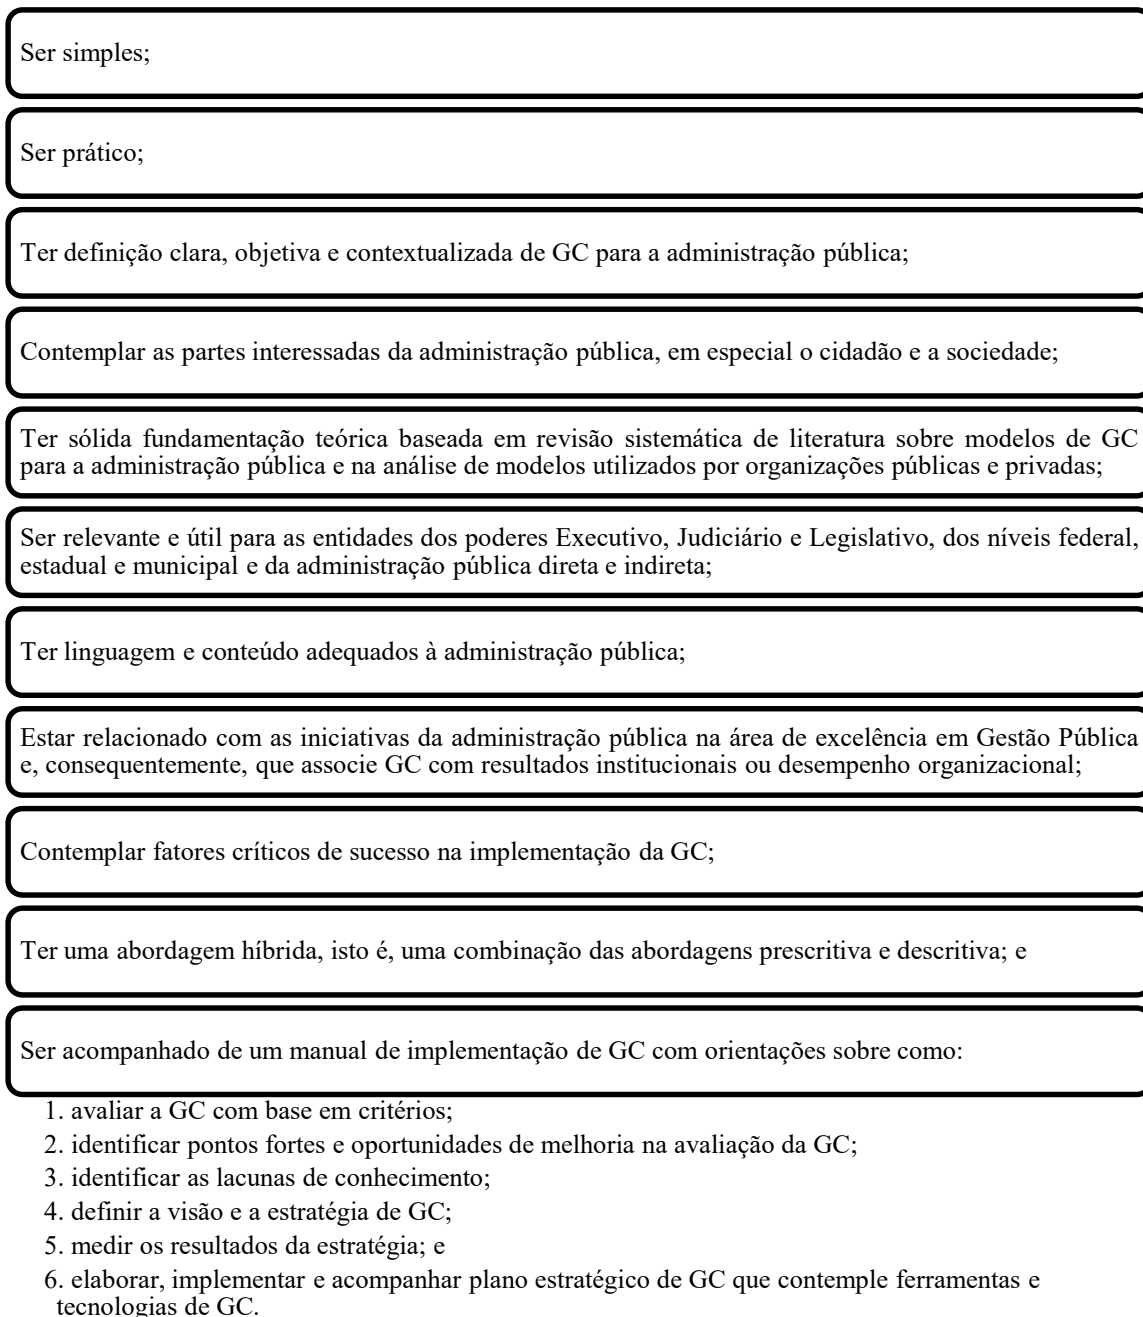 Ser simples;
Ser prático;
Ter definição clara, objetiva e contextualizada de GC para a administração pública;
Contemplar as partes interessadas da administração pública, em especial o cidadão e a sociedade;
Ter sólida fundamentação teórica baseada em revisão sistemática de literatura sobre modelos de GC
para a administração pública e na análise de modelos utilizados por organizações públicas e privadas;
Ser relevante e útil para as entidades dos poderes Executivo, Judiciário e Legislativo, dos níveis federal,
estadual e municipal e da administração pública direta e indireta;
Ter linguagem e conteúdo adequados à administração pública;
Estar relacionado com as iniciativas da administração pública na área de excelência em Gestão Pública
e, consequentemente, que associe GC com resultados institucionais ou desempenho organizacional;
Contemplar fatores críticos de sucesso na implementação da GC;
Ter uma abordagem híbrida, isto é, uma combinação das abordagens prescritiva e descritiva; e
Ser acompanhado de um manual de implementação de GC com orientações sobre como:
1. avaliar a GC com base em critérios;
2. identificar pontos fortes e oportunidades de melhoria na avaliação da GC;
3. identificar as lacunas de conhecimento;
4. definir a visão e a estratégia de GC;
5. medir os resultados da estratégia; e
6. elaborar, implementar e acompanhar plano estratégico de GC que contemple ferramentas e
tecnologias de GC.